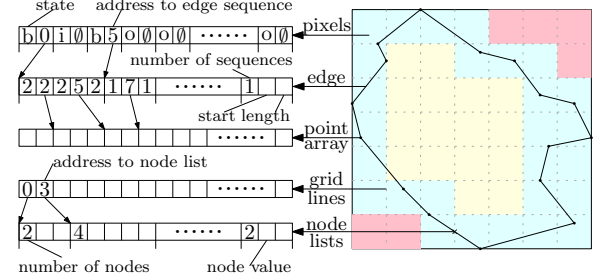 state
address to edge sequence
b 0 i ∅ b 5 o ∅ o ∅ ...... o ∅
pixels
number of sequences
2 2 2 5 2 1 7 1 ...... 1
edge
start length
......
point
array
address to node list
0 3 ......
grid
lines
2 4 ...... 2
node
lists
number of nodes
node value